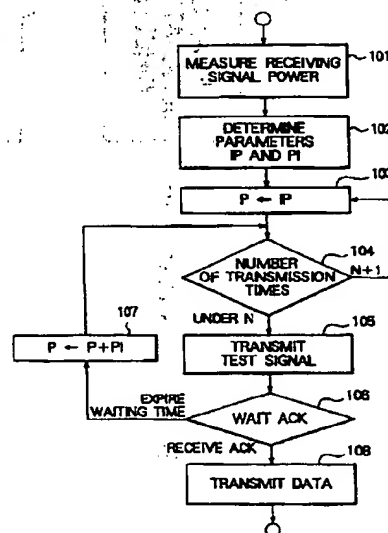 101
MEASURE RECEIVING
SIGNAL POWER
102
DETERMINE
PARAMETERS
IP AND PI
103
P ← IP
104
NUMBER
OF TRANSMISSION
TIMES
N+1
107
P ← P+PI
UNDER N
105
TRANSMIT
TEST SIGNAL
EXPIRE
WAITING TIME
106
WAIT ACK
RECEIVE ACK
108
TRANSMIT DATA